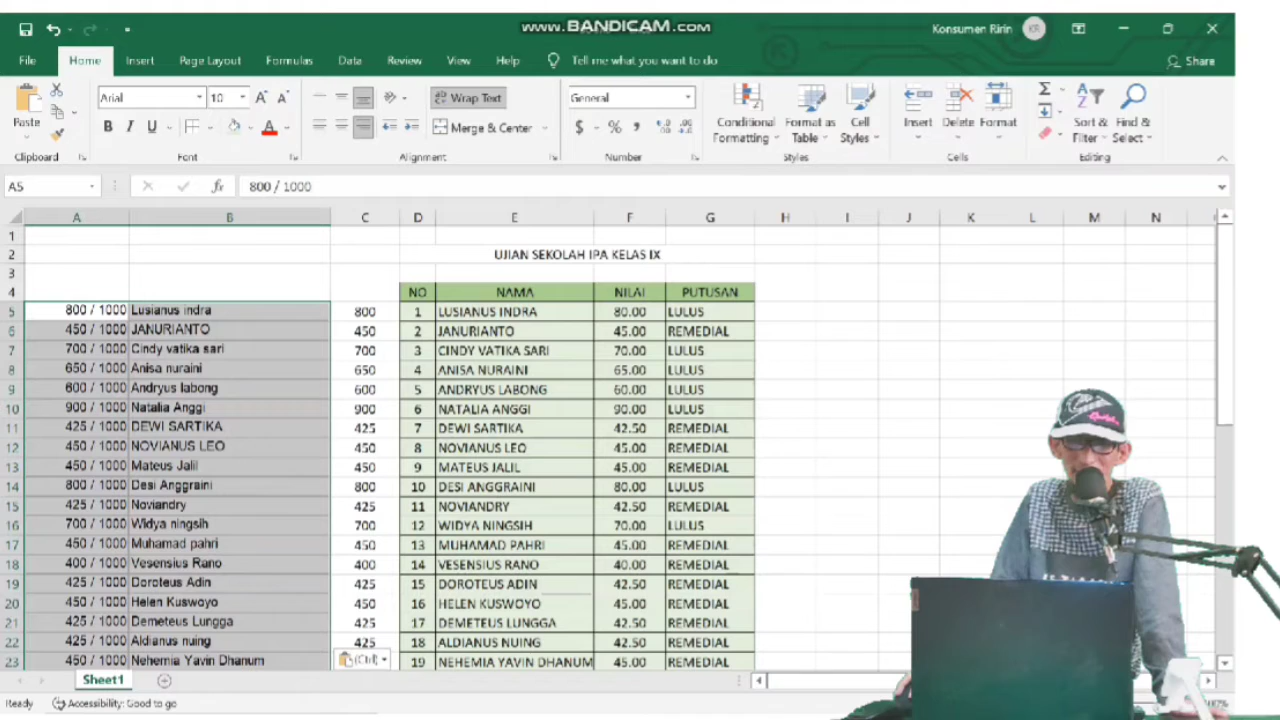 www.BANDICAM.com
Konsumen Ririn KR
File Home Insert Page Layout Formulas Data Review View Help Tell me what you want to do Share
Paste
Arial 10
B I U A
Wrap Text
Merge & Center
General
$ % ,
Conditional Formatting
Format as Table
Cell Styles
Insert Delete Format
Sort & Filter
Find & Select
Clipboard Font Alignment Number Styles Cells Editing
A5 fx 800 / 1000
A B C D E F G H I J K L M N
1
2 UJIAN SEKOLAH IPA KELAS IX
3
4 NO NAMA NILAI PUTUSAN
5 800 / 1000 Lusianus indra 800 1 LUSIANUS INDRA 80.00 LULUS
6 450 / 1000 JANURIANTO 450 2 JANURIANTO 45.00 REMEDIAL
7 700 / 1000 Cindy vatika sari 700 3 CINDY VATIKA SARI 70.00 LULUS
8 650 / 1000 Anisa nuraini 650 4 ANISA NURAINI 65.00 LULUS
9 600 / 1000 Andryus labong 600 5 ANDRYUS LABONG 60.00 LULUS
10 900 / 1000 Natalia Anggi 900 6 NATALIA ANGGI 90.00 LULUS
11 425 / 1000 DEWI SARTIKA 425 7 DEWI SARTIKA 42.50 REMEDIAL
12 450 / 1000 NOVIANUS LEO 450 8 NOVIANUS LEO 45.00 REMEDIAL
13 450 / 1000 Mateus Jalil 450 9 MATEUS JALIL 45.00 REMEDIAL
14 800 / 1000 Desi Anggraini 800 10 DESI ANGGRAINI 80.00 LULUS
15 425 / 1000 Noviandry 425 11 NOVIANDRY 42.50 REMEDIAL
16 700 / 1000 Widya ningsih 700 12 WIDYA NINGSIH 70.00 LULUS
17 450 / 1000 Muhamad pahri 450 13 MUHAMAD PAHRI 45.00 REMEDIAL
18 400 / 1000 Vesensius Rano 400 14 VESENSIUS RANO 40.00 REMEDIAL
19 425 / 1000 Doroteus Adin 425 15 DOROTEUS ADIN 42.50 REMEDIAL
20 450 / 1000 Helen Kuswoyo 450 16 HELEN KUSWOYO 45.00 REMEDIAL
21 425 / 1000 Demeteus Lungga 425 17 DEMETEUS LUNGGA 42.50 REMEDIAL
22 425 / 1000 Aldianus nuing 425 18 ALDIANUS NUING 42.50 REMEDIAL
23 450 / 1000 Nehemia Yavin Dhanum (Ctrl) 19 NEHEMIA YAVIN DHANUM 45.00 REMEDIAL
Sheet1
Ready Accessibility: Good to go